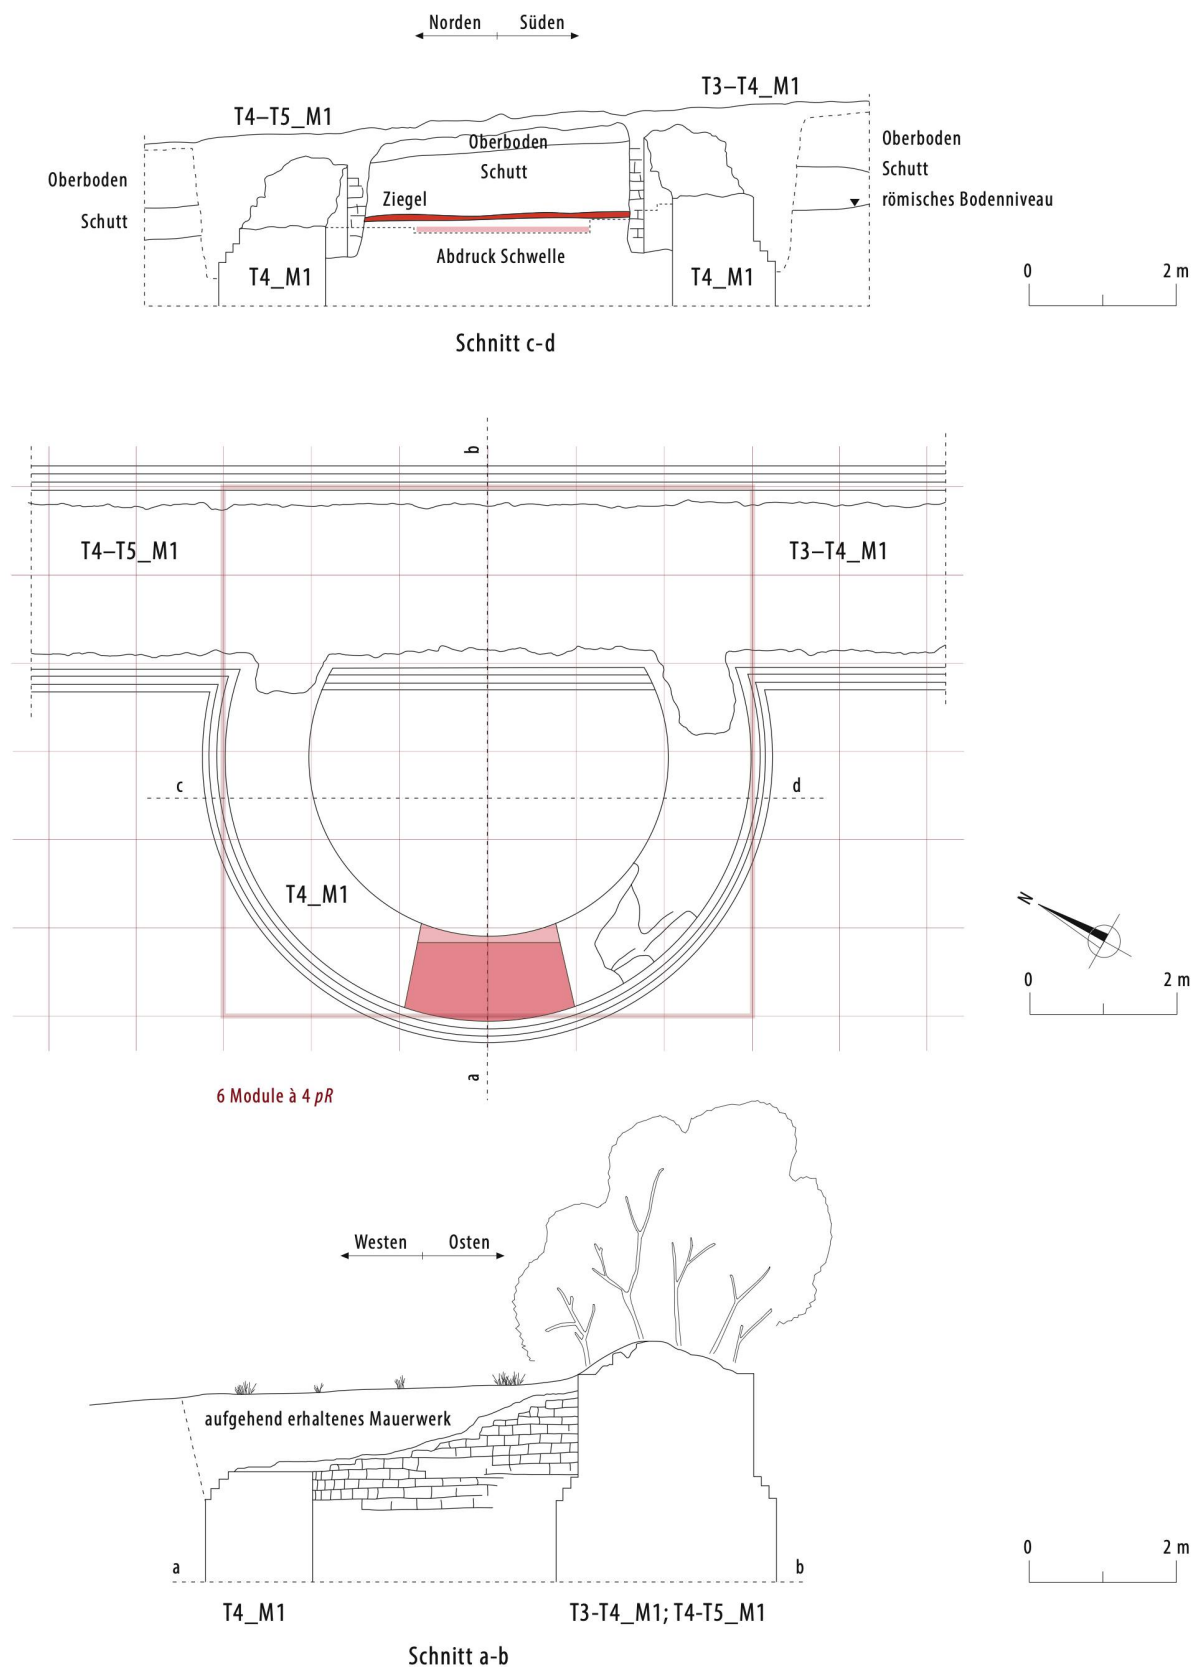 Norden Süden
T4–T5_M1
T3–T4_M1
Oberboden
Schutt
Ziegel
Oberboden
Schutt
Abdruck Schwelle
T4_M1
T4_M1
Oberboden
Schutt
römisches Bodenniveau
0 2 m
Schnitt c-d
b
T4–T5_M1
T3–T4_M1
c
d
T4_M1
N
0 2 m
a
6 Module à 4 pR
Westen Osten
aufgehend erhaltenes Mauerwerk
a
b
0 2 m
T4_M1
T3-T4_M1; T4-T5_M1
Schnitt a-b